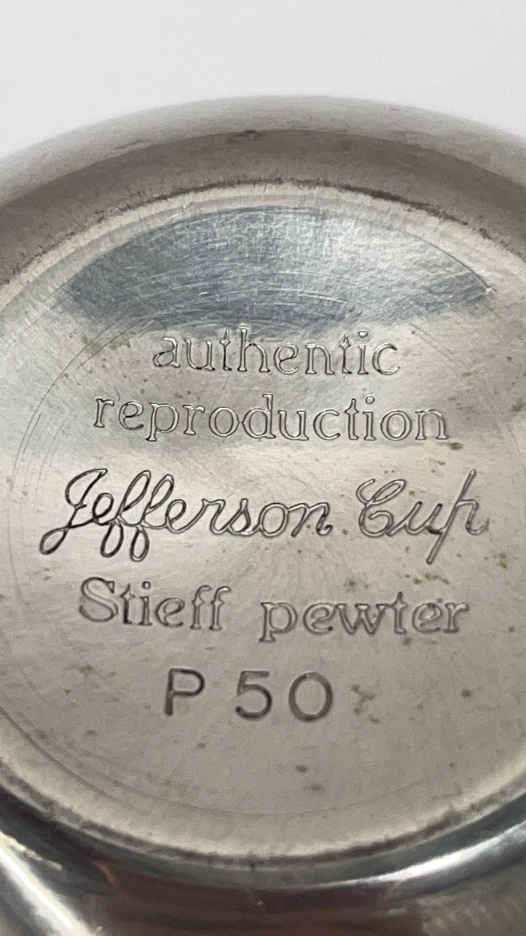 authentic
reproduction
Jefferson Cup
Stieff pewter
P 50